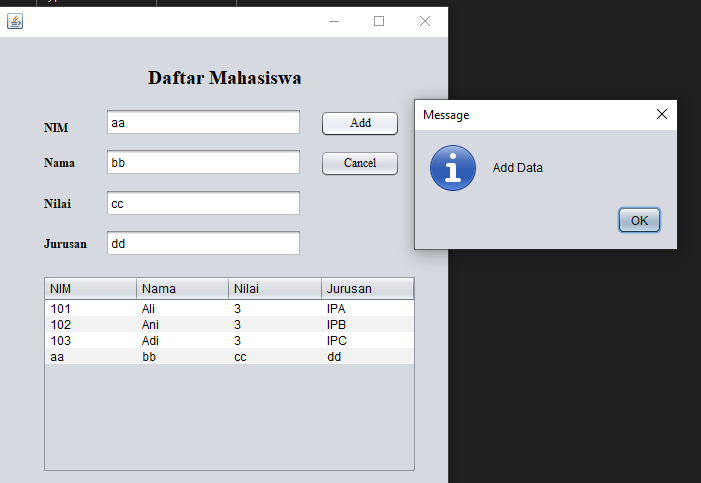 Daftar Mahasiswa
NIM aa Add
Nama bb Cancel
Nilai cc
Jurusan dd
NIM Nama Nilai Jurusan
101 Ali 3 IPA
102 Ani 3 IPB
103 Adi 3 IPC
aa bb cc dd
Message
Add Data
OK